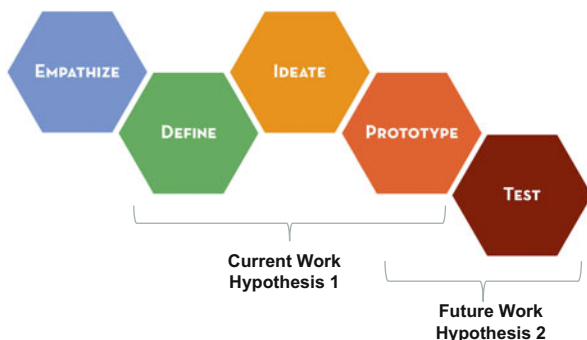 EMPATHIZE
DEFINE
IDEATE
PROTOTYPE
TEST
Current Work
Hypothesis 1
Future Work
Hypothesis 2